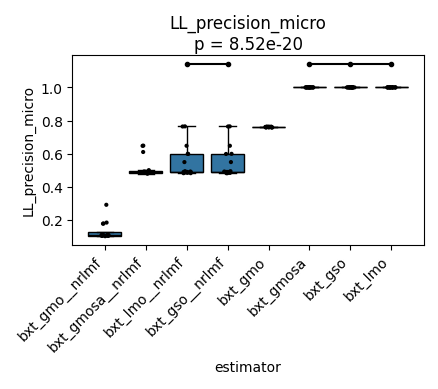 LL_precision_micro
p = 8.52e-20
LL_precision_micro
1.0
0.8
0.6
0.4
0.2
bxt_gmo__nrlmf
bxt_gmosa__nrlmf
bxt_lmo__nrlmf
bxt_gso__nrlmf
bxt_gmo
bxt_gmosa
bxt_gso
bxt_lmo
estimator